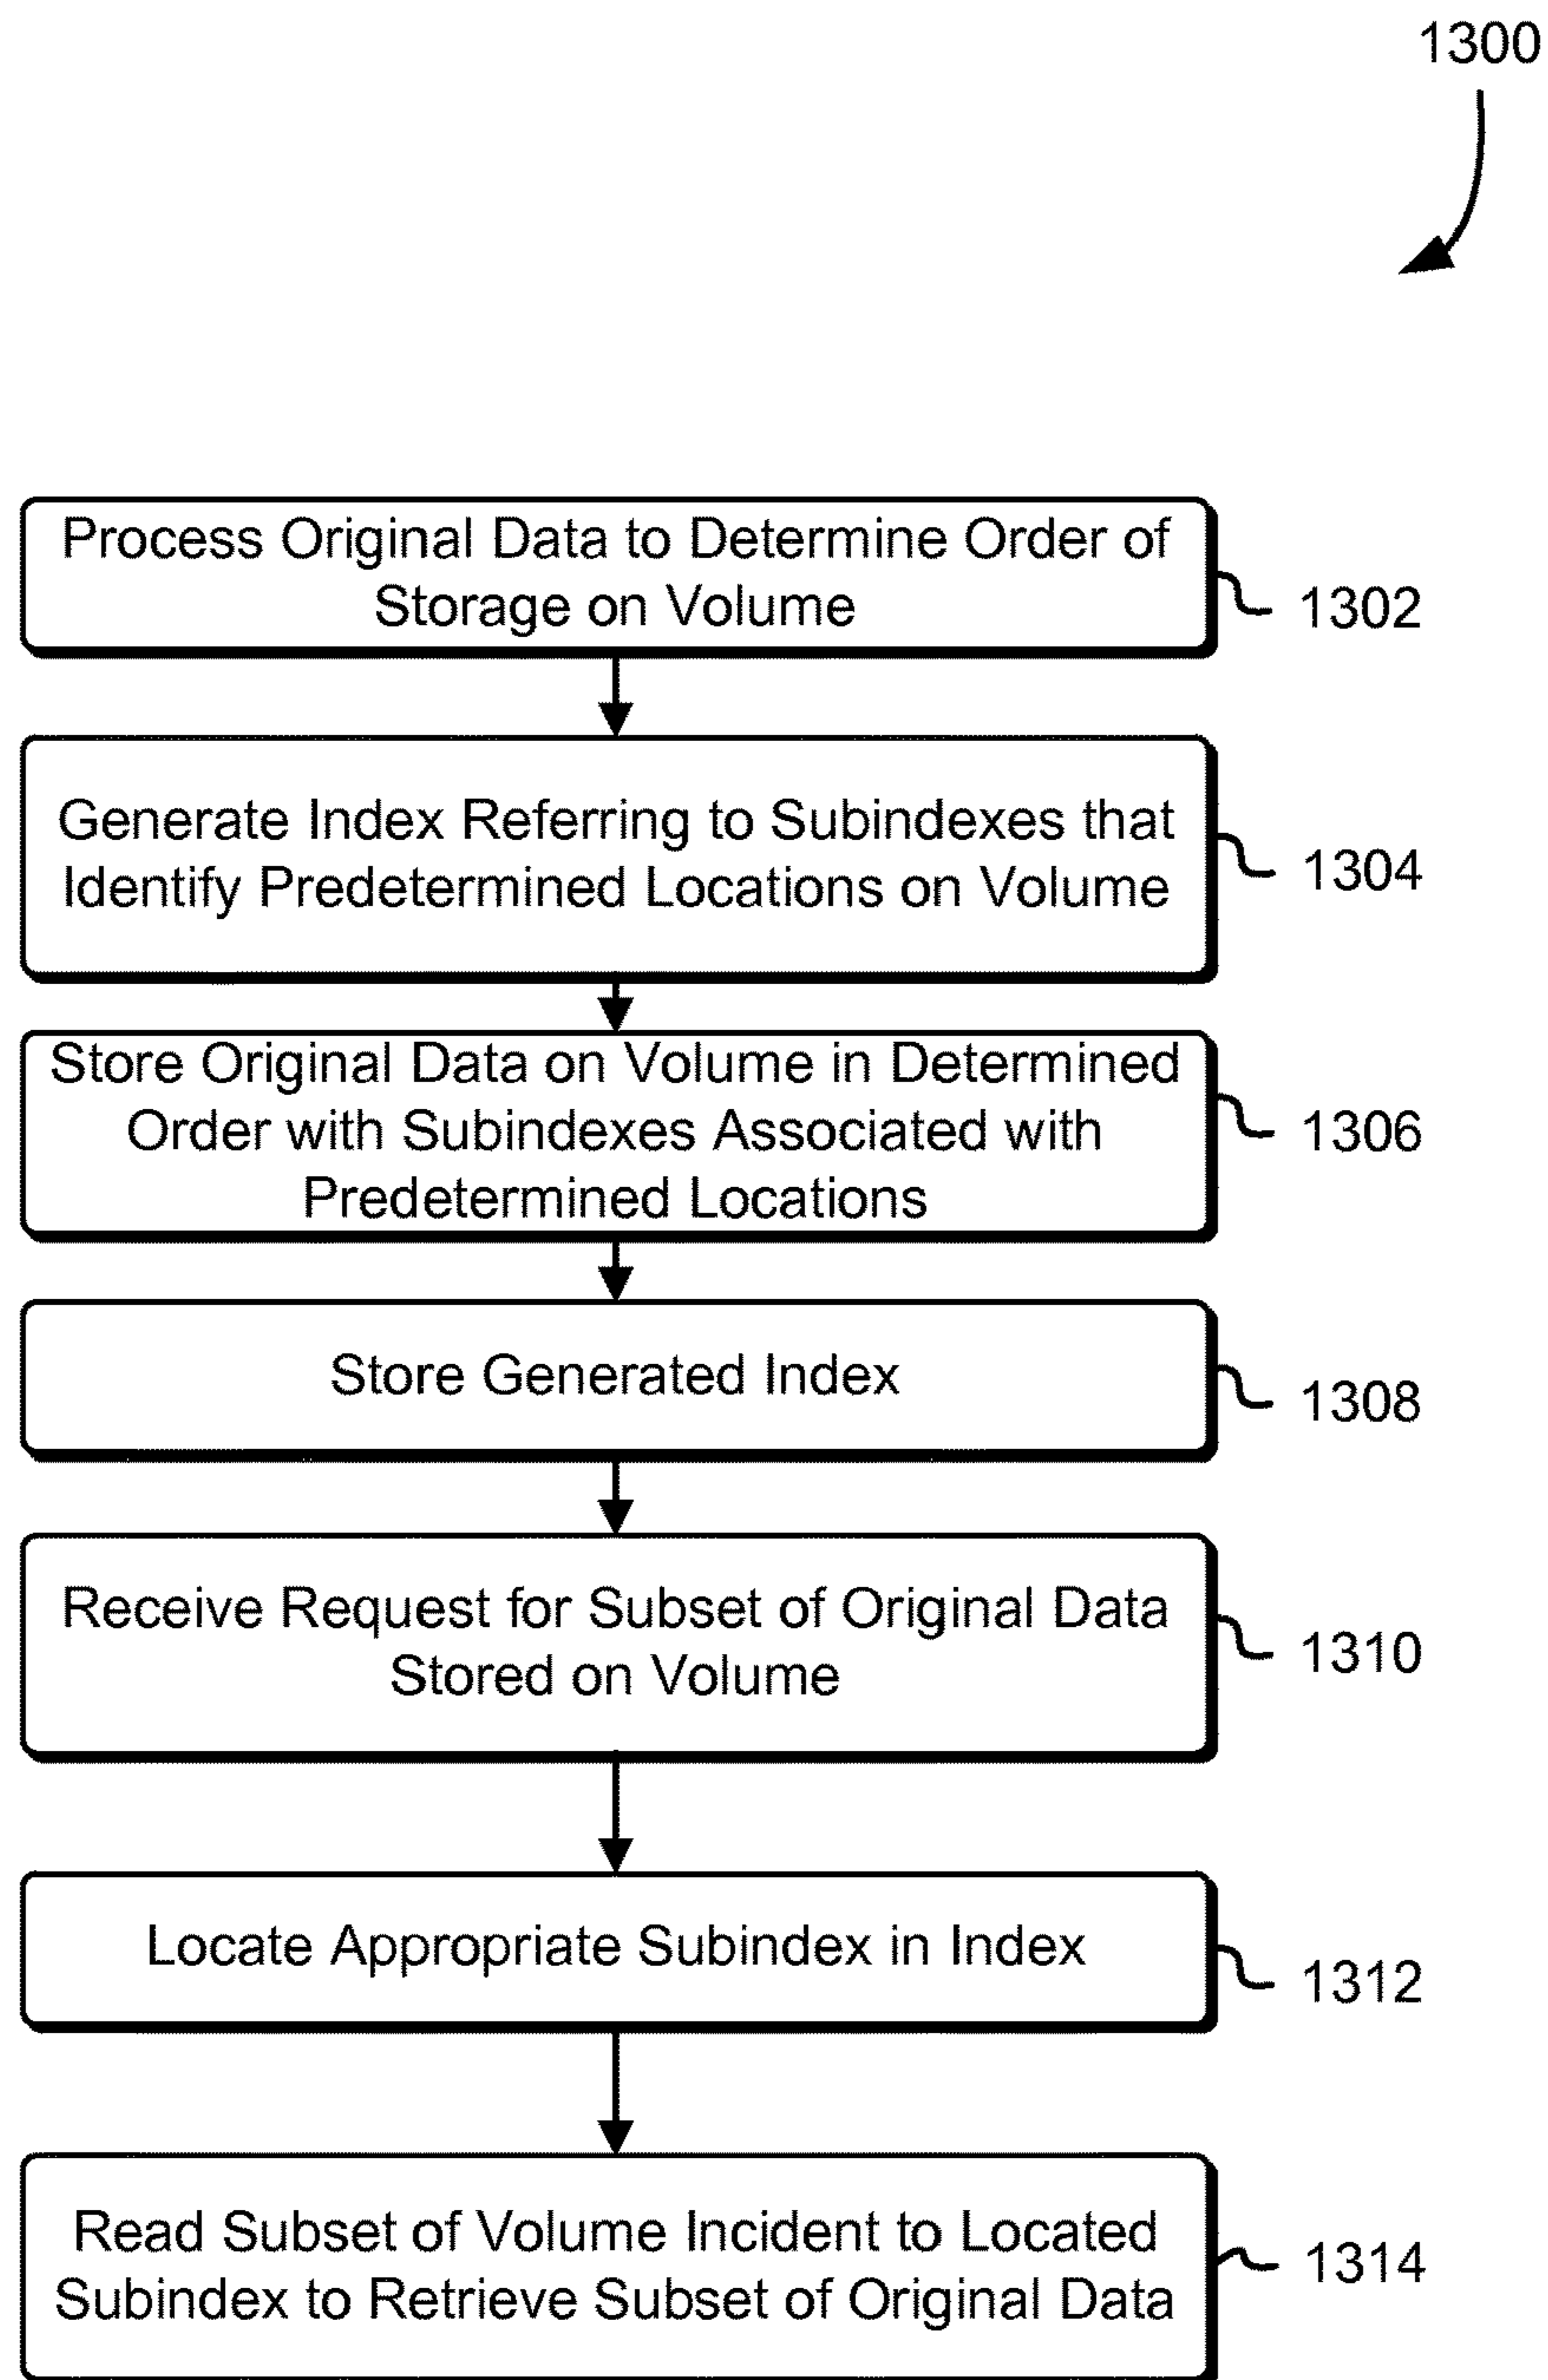 1300
Process Original Data to Determine Order of
Storage on Volume
1302
Generate Index Referring to Subindexes that
Identify Predetermined Locations on Volume
1304
Store Original Data on Volume in Determined
Order with Subindexes Associated with
Predetermined Locations
1306
Store Generated Index
1308
Receive Request for Subset of Original Data
Stored on Volume
1310
Locate Appropriate Subindex in Index
1312
Read Subset of Volume Incident to Located
Subindex to Retrieve Subset of Original Data
1314